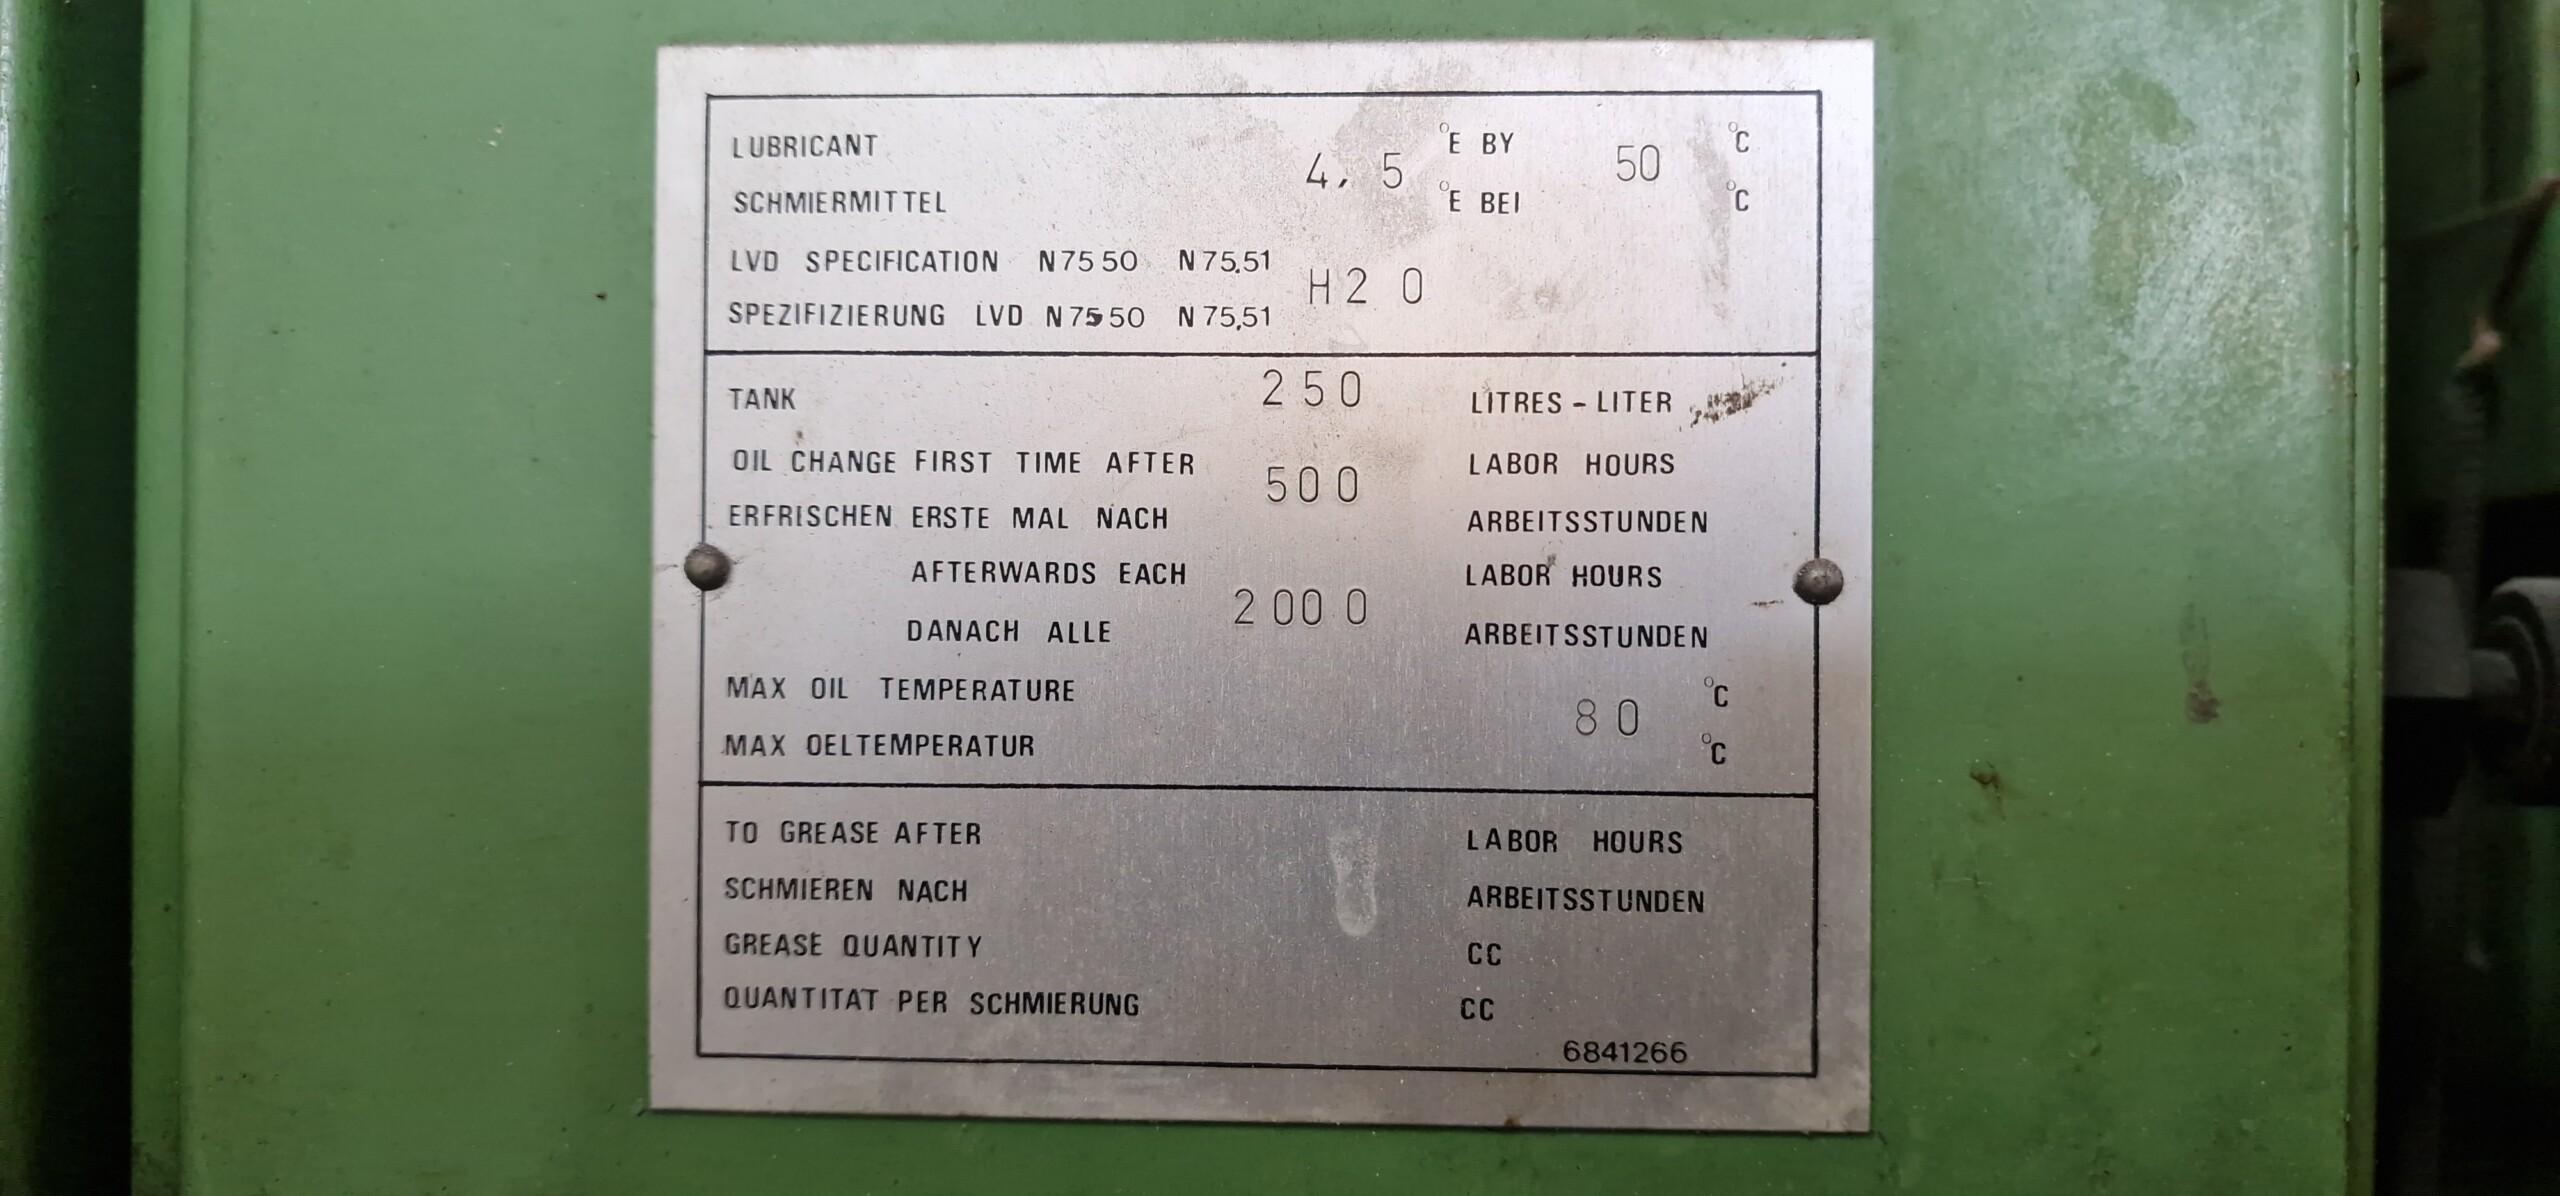 LUBRICANT 4,5 °E BY 50 °C
SCHMIERMITTEL °E BEI °C
LVD SPECIFICATION N 75 50 N 75.51 H2 0
SPEZIFIZIERUNG LVD N 75 50 N 75,51
TANK 250 LITRES - LITER
OIL CHANGE FIRST TIME AFTER 500 LABOR HOURS
ERFRISCHEN ERSTE MAL NACH ARBEITSSTUNDEN
AFTERWARDS EACH 2000 LABOR HOURS
DANACH ALLE ARBEITSSTUNDEN
MAX OIL TEMPERATURE 80 °C
MAX OELTEMPERATUR °C
TO GREASE AFTER LABOR HOURS
SCHMIEREN NACH ARBEITSSTUNDEN
GREASE QUANTITY CC
QUANTITAT PER SCHMIERUNG CC
6841266